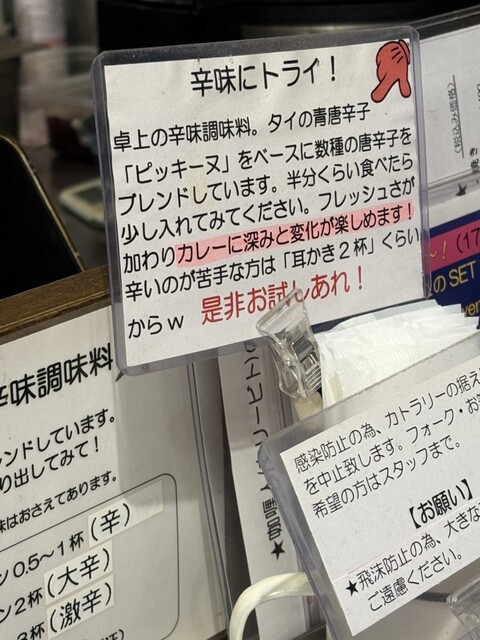 辛味にトライ！
卓上の辛味調味料。タイの青唐辛子
「ピッキーヌ」をベースに数種の唐辛子を
ブレンドしています。半分くらい食べたら
少し入れてみてください。フレッシュさが
加わりカレーに深みと変化が楽しめます！
辛いのが苦手な方は「耳かき２杯」くらい
からｗ 是非お試しあれ！
辛味調味料
レンドしています。
り出してみて！
味はおさえてあります。
ン0.5～1杯(辛)
ン2杯(大辛)
3杯(激辛)
感染防止の為、カトラリーの据え
を中止致します。フォーク・お
希望の方はスタッフまで。
【お願い】
★飛沫防止の為、大きな
ご遠慮ください。
(税込み価格)
～！(17
の SET